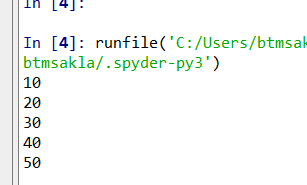 In [4]:
In [4]: runfile('C:/Users/btmsak
btmsakla/.spyder-py3')
10
20
30
40
50